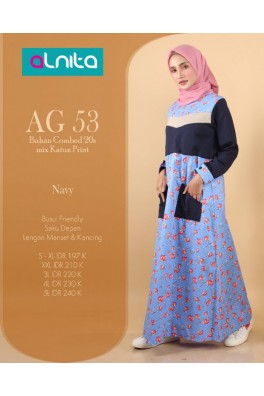 alnita
AG 53
Bahan Combed 20s
mix Katun Print
Navy
Busui Friendly
Saku Depan
Lengan Manset & Kancing
S - XL IDR 197 K
XXL IDR 210 K
3L IDR 220 K
4L IDR 230 K
5L IDR 240 K